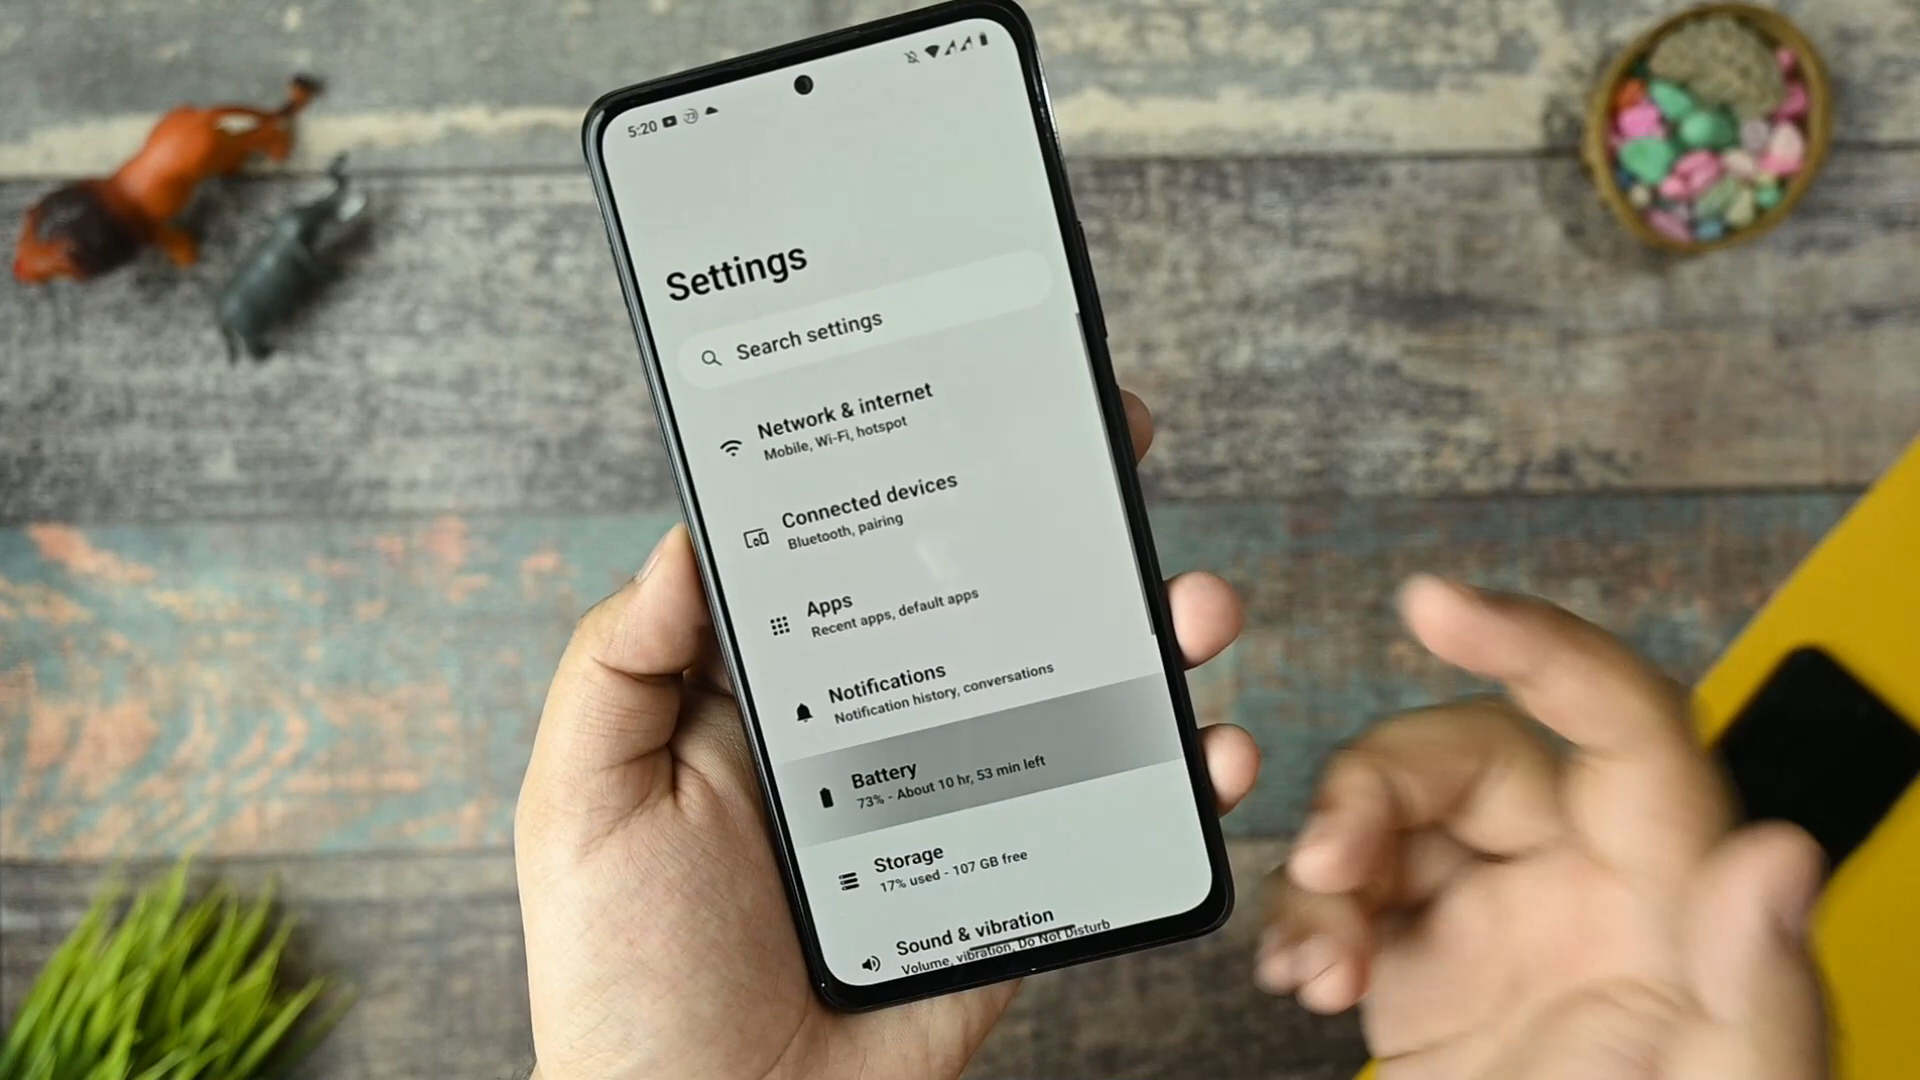 5:20
Settings
Search settings
Network & internet
Mobile, Wi-Fi, hotspot
Connected devices
Bluetooth, pairing
Apps
Recent apps, default apps
Notifications
Notification history, conversations
Battery
73% - About 10 hr, 53 min left
Storage
17% used - 107 GB free
Sound & vibration
Volume, vibration, Do Not Disturb